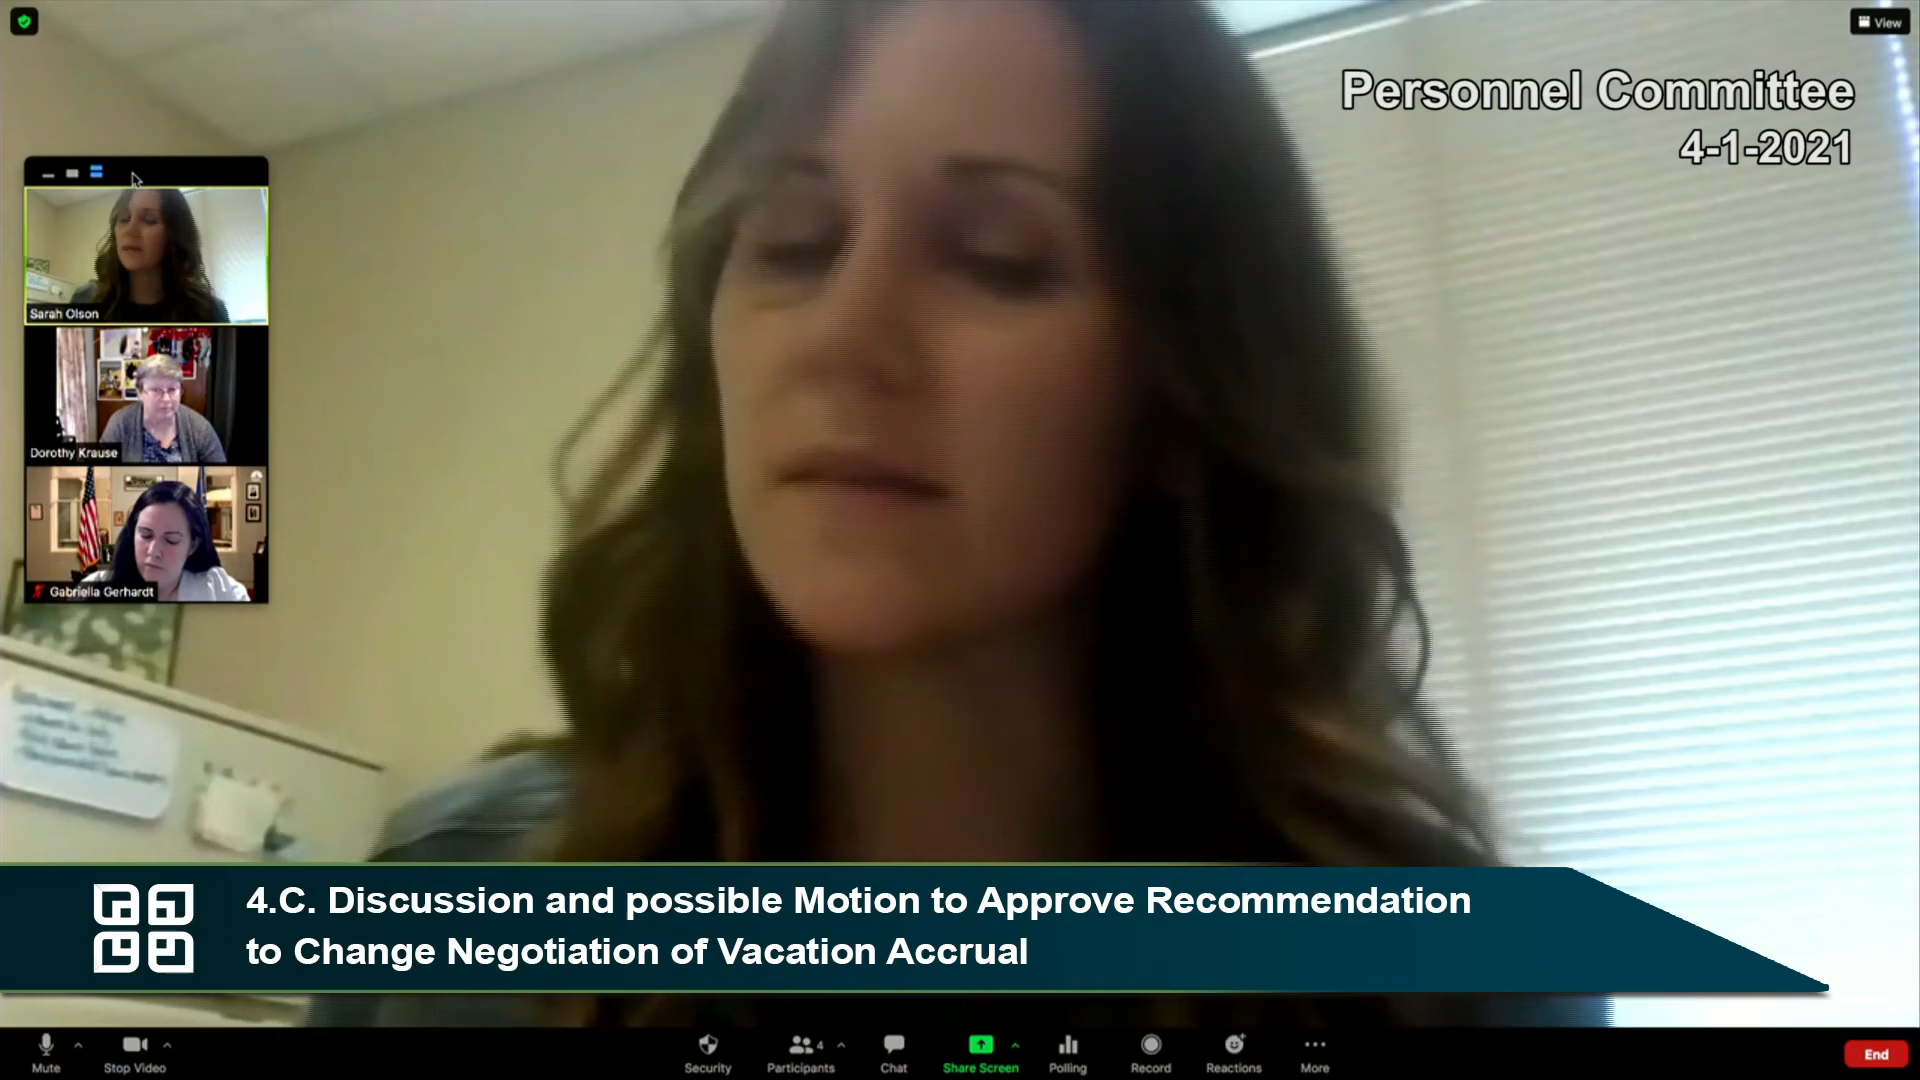 View
Personnel Committee
4-1-2021
Sarah Olson
Dorothy Krause
Gabriella Gerhardt
4.C. Discussion and possible Motion to Approve Recommendation
to Change Negotiation of Vacation Accrual
Mute
Stop Video
Security
4
Participants
Chat
Share Screen
Polling
Record
Reactions
More
End